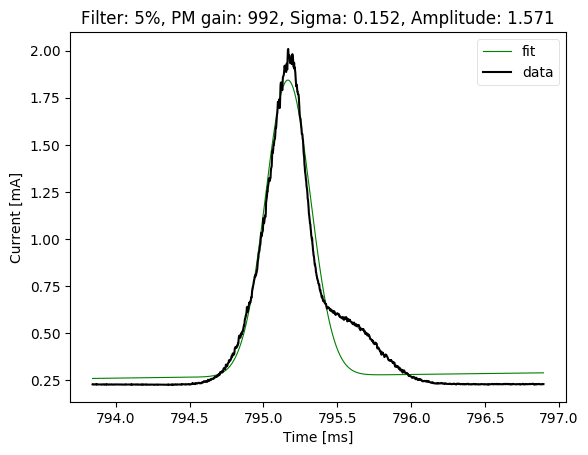 Filter: 5%, PM gain: 992, Sigma: 0.152, Amplitude: 1.571
fit
data
2.00
1.75
1.50
1.25
1.00
0.75
0.50
0.25
Current [mA]
794.0 794.5 795.0 795.5 796.0 796.5 797.0
Time [ms]